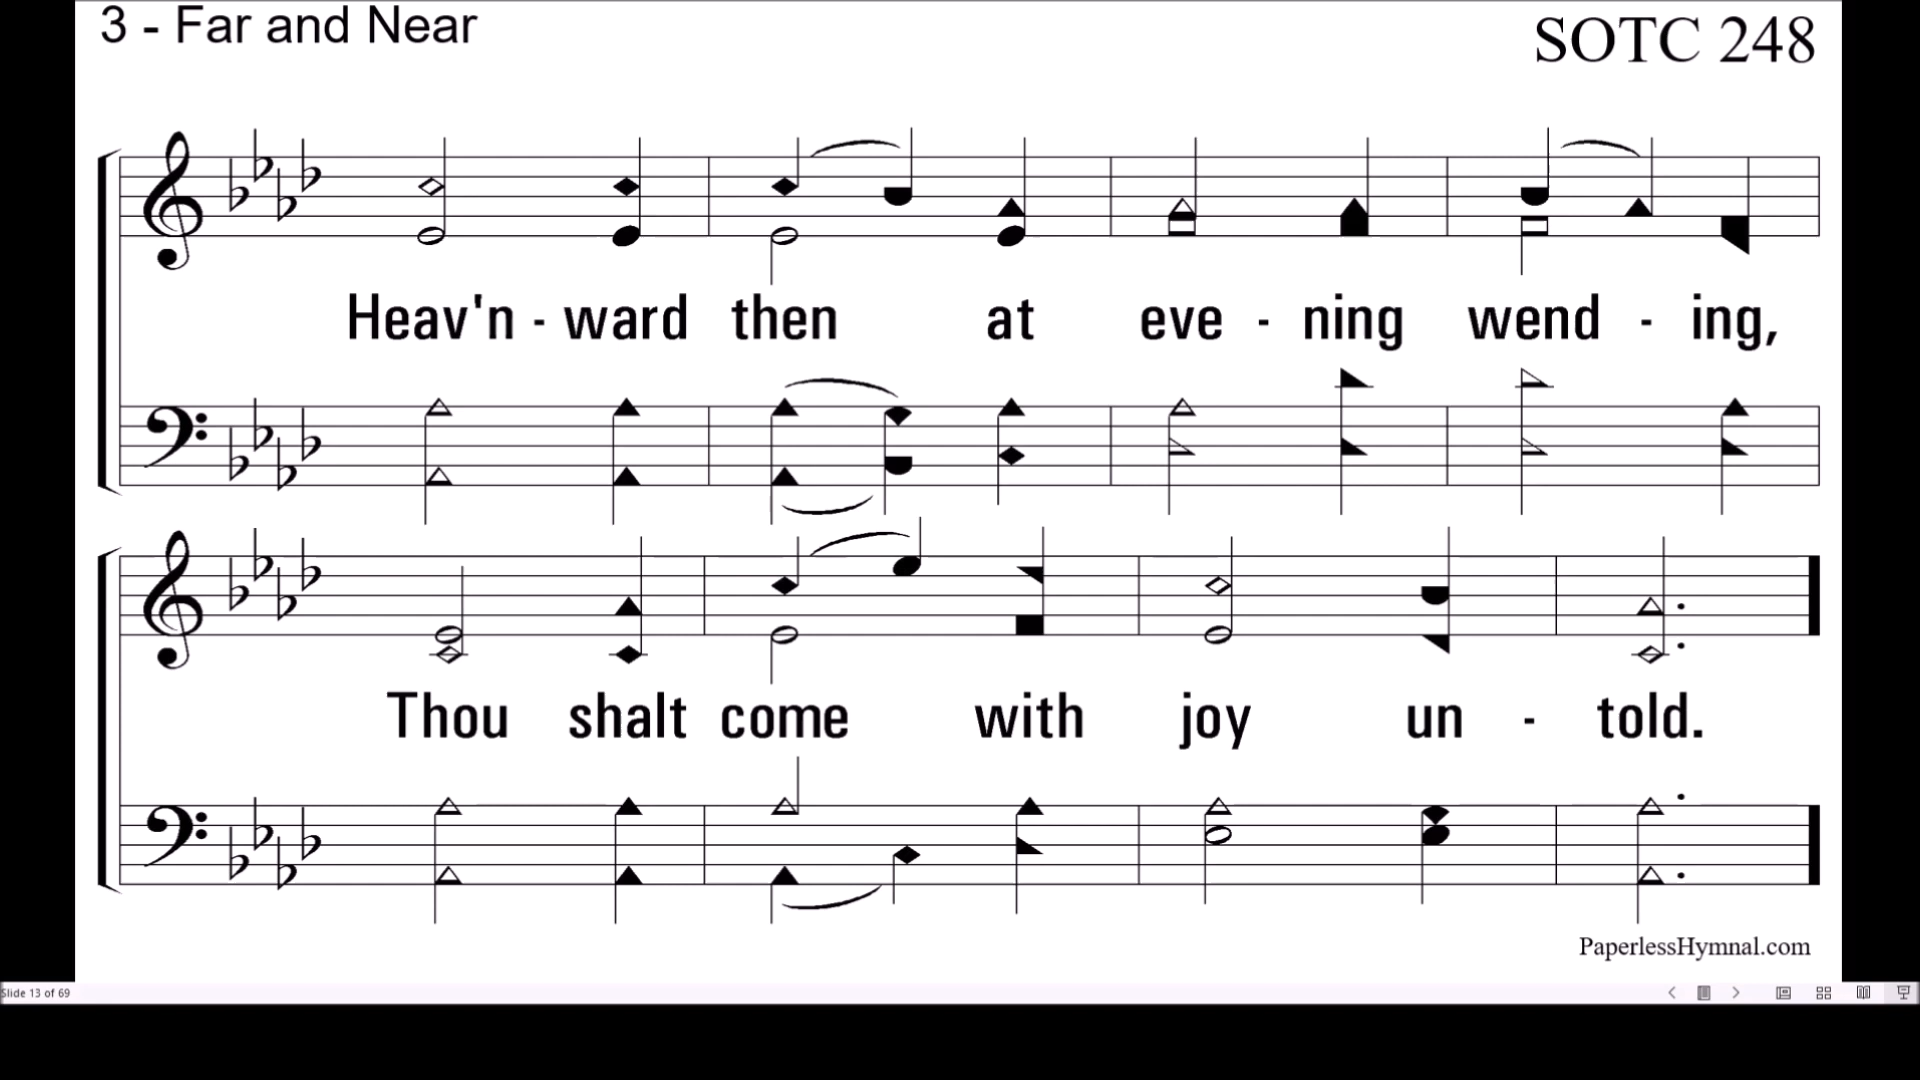 3 - Far and Near
SOTC 248
Heav'n - ward then at eve - ning wend - ing,
Thou shalt come with joy un - told.
PaperlessHymnal.com
Slide 13 of 69